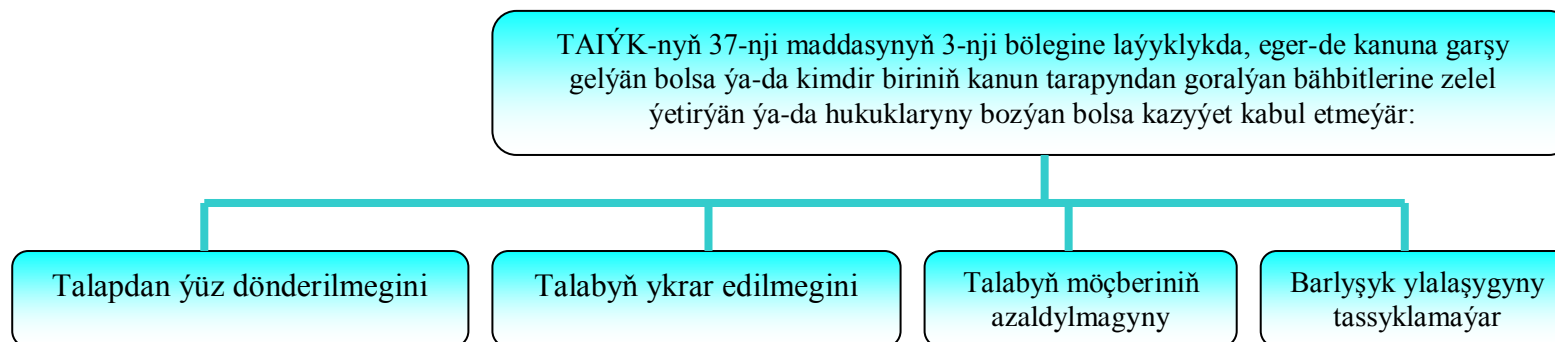 TAIÝK-nyň 37-nji maddasynyň 3-nji bölegine laýyklykda, eger-de kanuna garşy
gelýän bolsa ýa-da kimdir biriniň kanun tarapyndan goralýan bähbitlerine zelel
ýetirýän ýa-da hukuklaryny bozýan bolsa kazyýet kabul etmeýär:
Talapdan ýüz dönderilmegini
Talabyň ykrar edilmegini
Talabyň möçberiniň
azaldylmagyny
Barlyşyk ylalaşygyny
tassyklamaýar